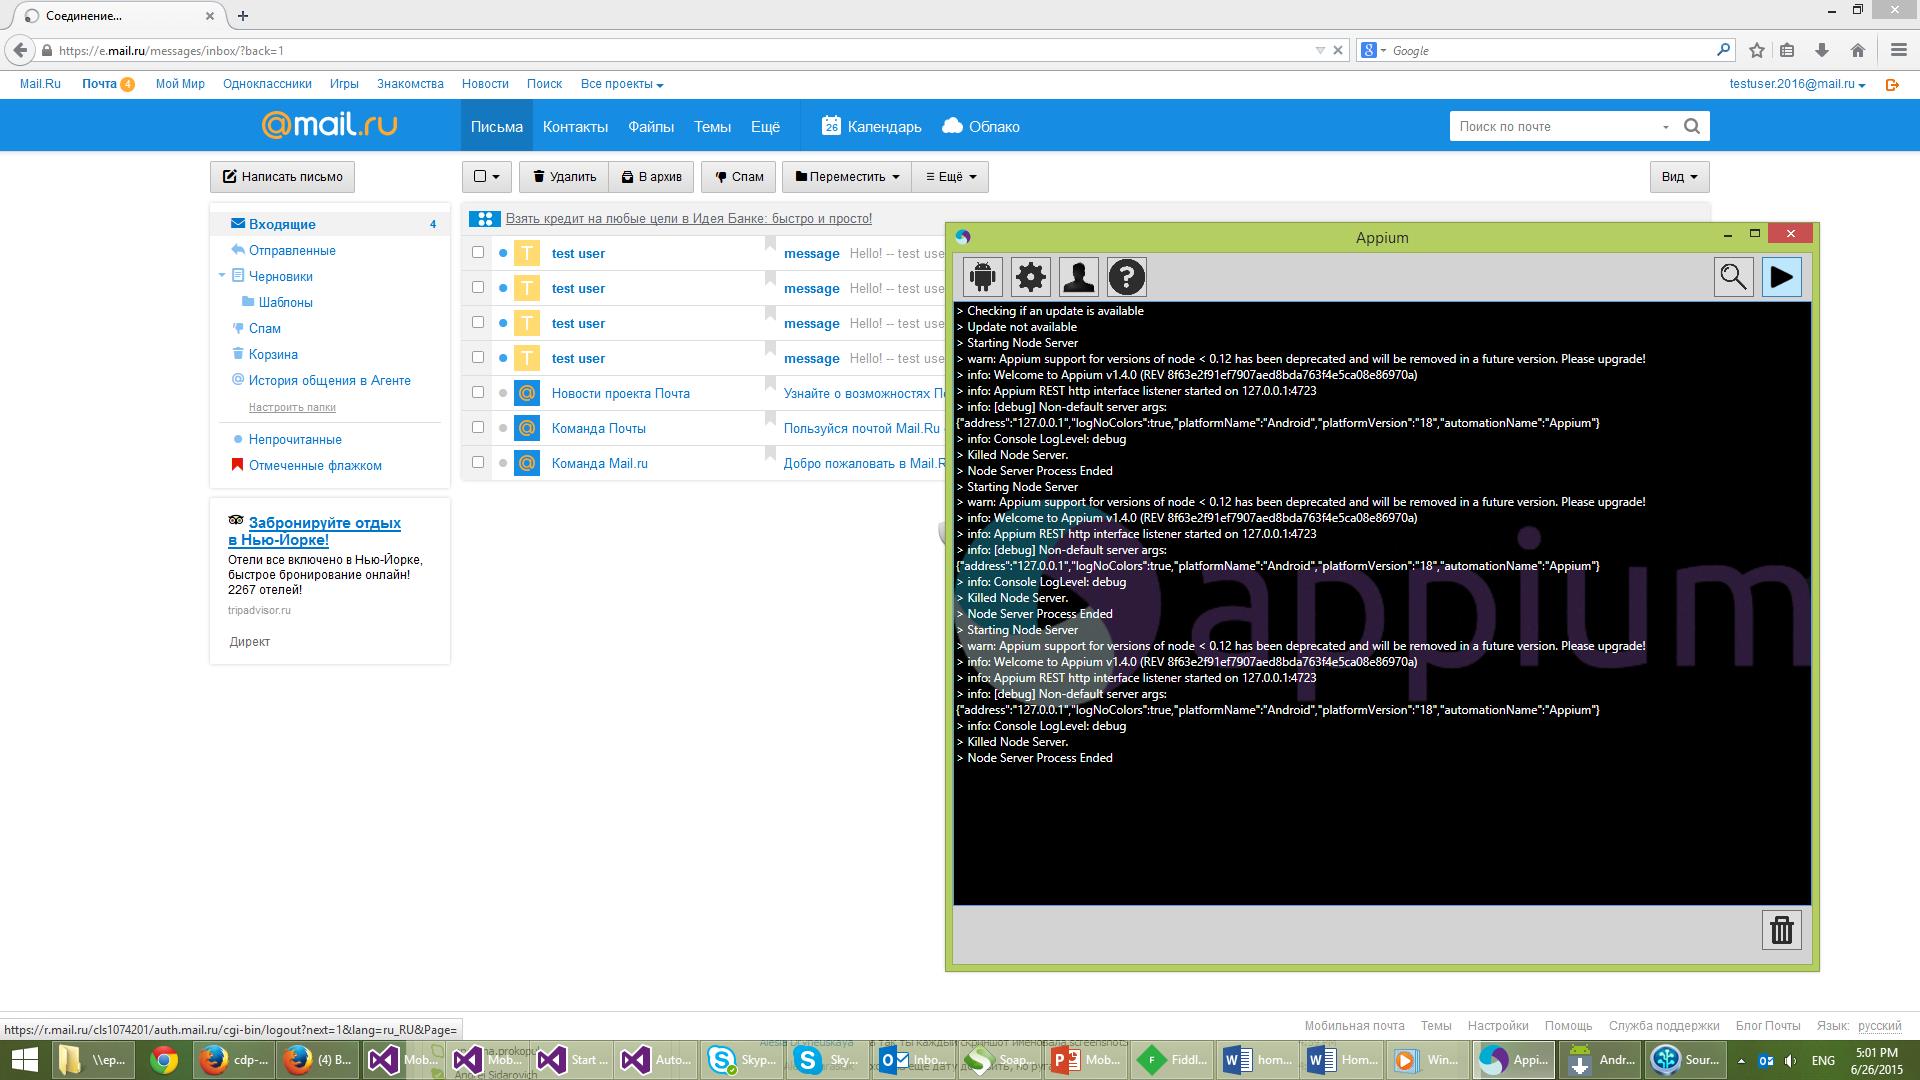 Соединение...
https://e.mail.ru/messages/inbox/?back=1
Google
Mail.Ru Почта 4 Мой Мир Одноклассники Игры Знакомства Новости Поиск Все проекты
testuser.2016@mail.ru
@mail.ru
Письма Контакты Файлы Темы Ещё 26 Календарь Облако
Поиск по почте
Написать письмо
Удалить В архив Спам Переместить Ещё Вид
Входящие 4
Отправленные
Черновики
Шаблоны
Спам
Корзина
История общения в Агенте
Настроить папки
Непрочитанные
Отмеченные флажком
Забронируйте отдых
в Нью-Йорке!
Отели все включено в Нью-Йорке,
быстрое бронирование онлайн!
2267 отелей!
tripadvisor.ru
Директ
Взять кредит на любые цели в Идея Банке: быстро и просто!
T test user message Hello! -- test use
T test user message Hello! -- test use
T test user message Hello! -- test use
T test user message Hello! -- test use
Новости проекта Почта Узнайте о возможностях П
Команда Почты Пользуйся почтой Mail.Ru
Команда Mail.ru Добро пожаловать в Mail.R
Appium
> Checking if an update is available
> Update not available
> Starting Node Server
> warn: Appium support for versions of node < 0.12 has been deprecated and will be removed in a future version. Please upgrade!
> info: Welcome to Appium v1.4.0 (REV 8f63e2f91ef7907aed8bda763f4e5ca08e86970a)
> info: Appium REST http interface listener started on 127.0.0.1:4723
> info: [debug] Non-default server args:
{"address":"127.0.0.1","logNoColors":true,"platformName":"Android","platformVersion":"18","automationName":"Appium"}
> info: Console LogLevel: debug
> Killed Node Server.
> Node Server Process Ended
> Starting Node Server
> warn: Appium support for versions of node < 0.12 has been deprecated and will be removed in a future version. Please upgrade!
> info: Welcome to Appium v1.4.0 (REV 8f63e2f91ef7907aed8bda763f4e5ca08e86970a)
> info: Appium REST http interface listener started on 127.0.0.1:4723
> info: [debug] Non-default server args:
{"address":"127.0.0.1","logNoColors":true,"platformName":"Android","platformVersion":"18","automationName":"Appium"}
> info: Console LogLevel: debug
> Killed Node Server.
> Node Server Process Ended
> Starting Node Server
> warn: Appium support for versions of node < 0.12 has been deprecated and will be removed in a future version. Please upgrade!
> info: Welcome to Appium v1.4.0 (REV 8f63e2f91ef7907aed8bda763f4e5ca08e86970a)
> info: Appium REST http interface listener started on 127.0.0.1:4723
> info: [debug] Non-default server args:
{"address":"127.0.0.1","logNoColors":true,"platformName":"Android","platformVersion":"18","automationName":"Appium"}
> info: Console LogLevel: debug
> Killed Node Server.
> Node Server Process Ended
appium
https://r.mail.ru/cls1074201/auth.mail.ru/cgi-bin/logout?next=1&lang=ru_RU&Page=
Мобильная почта Темы Настройки Помощь Служба поддержки Блог Почты Язык: русский
\\ep... cdp-... (4) B... Mob... Mob... Start ... Auto... Skyp... Sky... Inbo... Soap... Mob... Fiddl... hom... Hom... Win... Appi... Andr... Sour... ENG
5:01 PM
6/26/2015